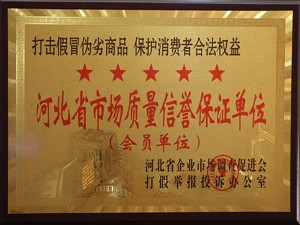 打击假冒伪劣商品 保护消费者合法权益
★ ★ ★ ★ ★
河北省市场质量信誉保证单位
(会员单位)
河北省企业市场调查促进会
打假举报投诉办公室